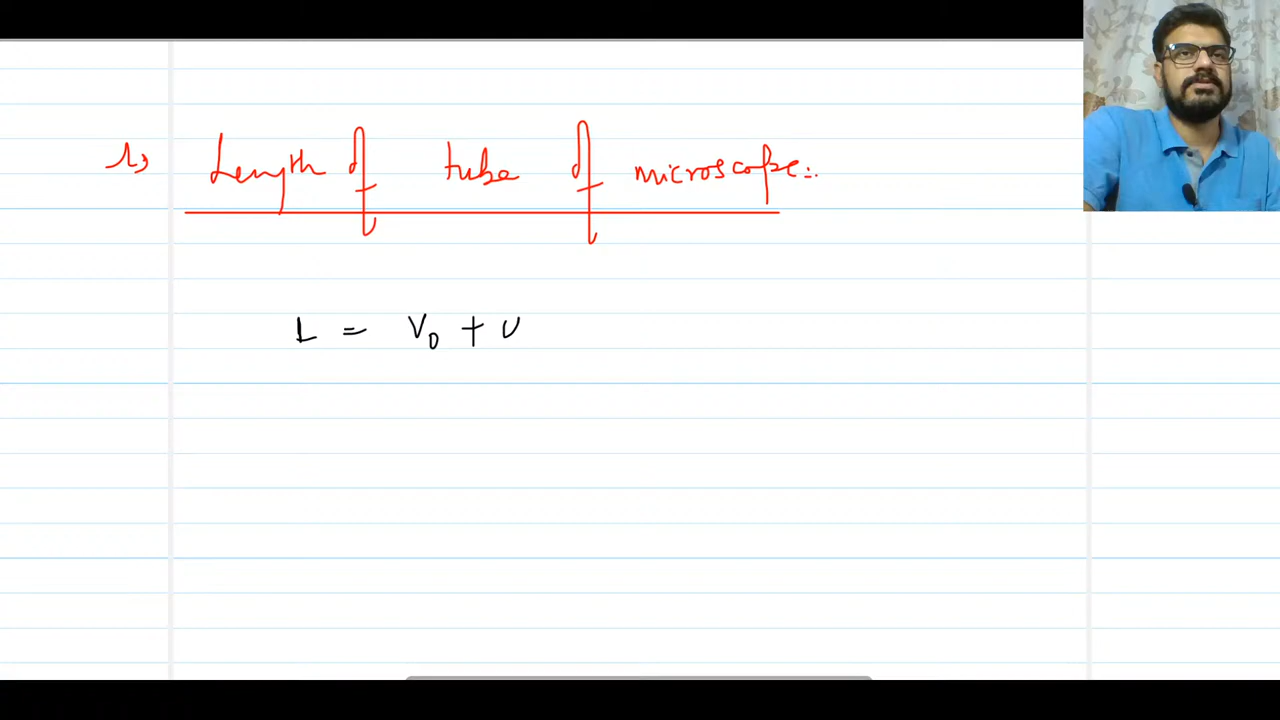 1) Length of tube of microscope:-
L = V₀ + U